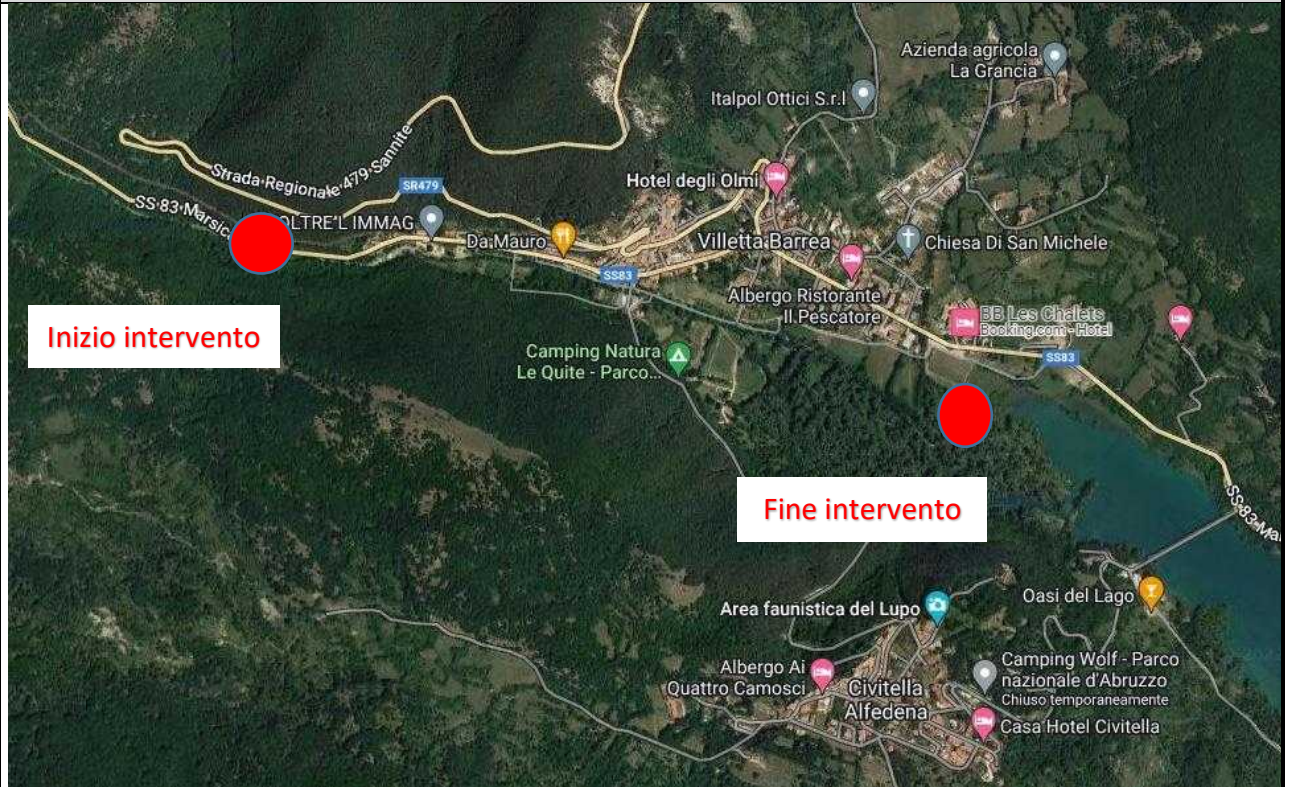 Azienda agricola
La Grancia
Italpol Ottici S.r.l
Strada Regionale 479 Sannite
SR479
Hotel degli Olmi
SS 83 Marsic
OLTRE L IMMAG
Da Mauro
Villetta Barrea
Chiesa Di San Michele
SS83
Albergo Ristorante
Il Pescatore
BB Les Chalets
Booking.com - Hotel
Inizio intervento
Camping Natura
Le Quite - Parco...
SS83
Fine intervento
SS 83 Mar
Area faunistica del Lupo
Oasi del Lago
Albergo Ai
Quattro Camosci
Civitella
Alfedena
Camping Wolf - Parco
nazionale d'Abruzzo
Chiuso temporaneamente
Casa Hotel Civitella